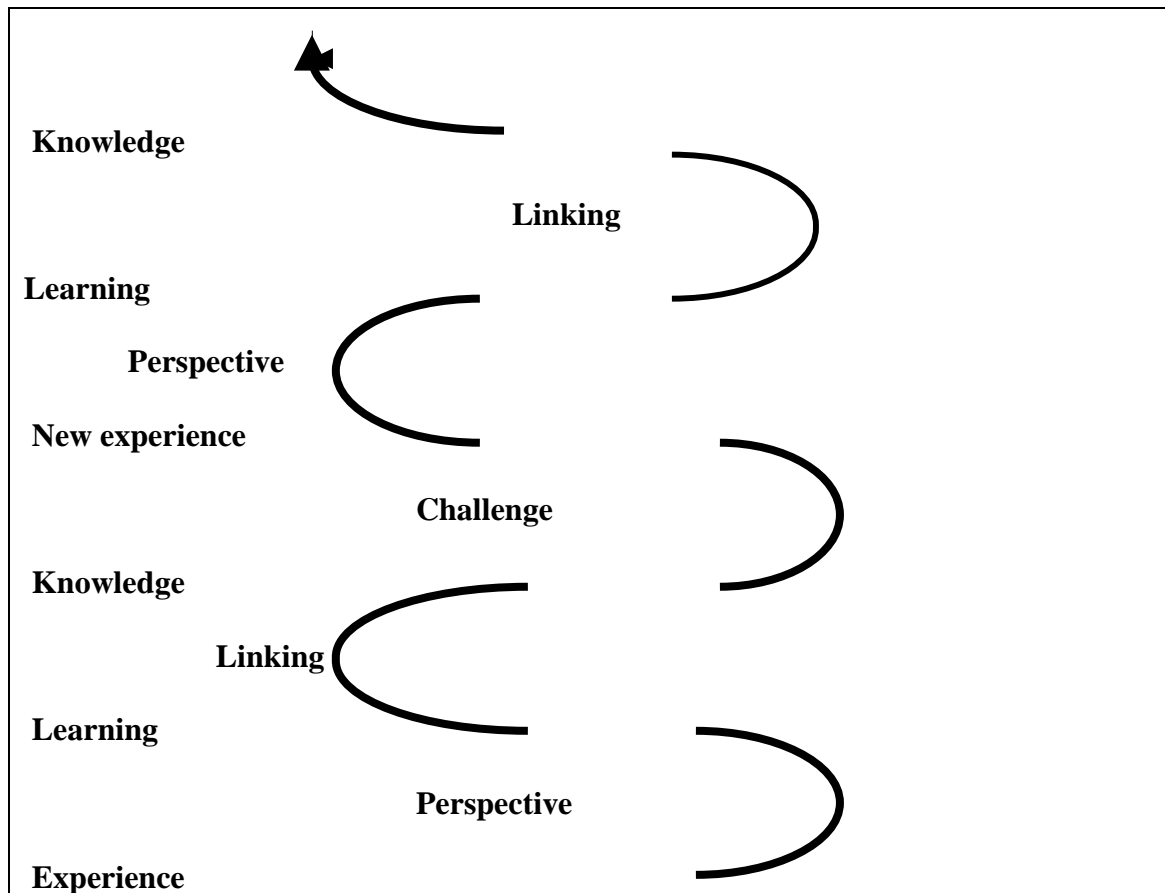 Knowledge
Linking
Learning
Perspective
New experience
Challenge
Knowledge
Linking
Learning
Perspective
Experience